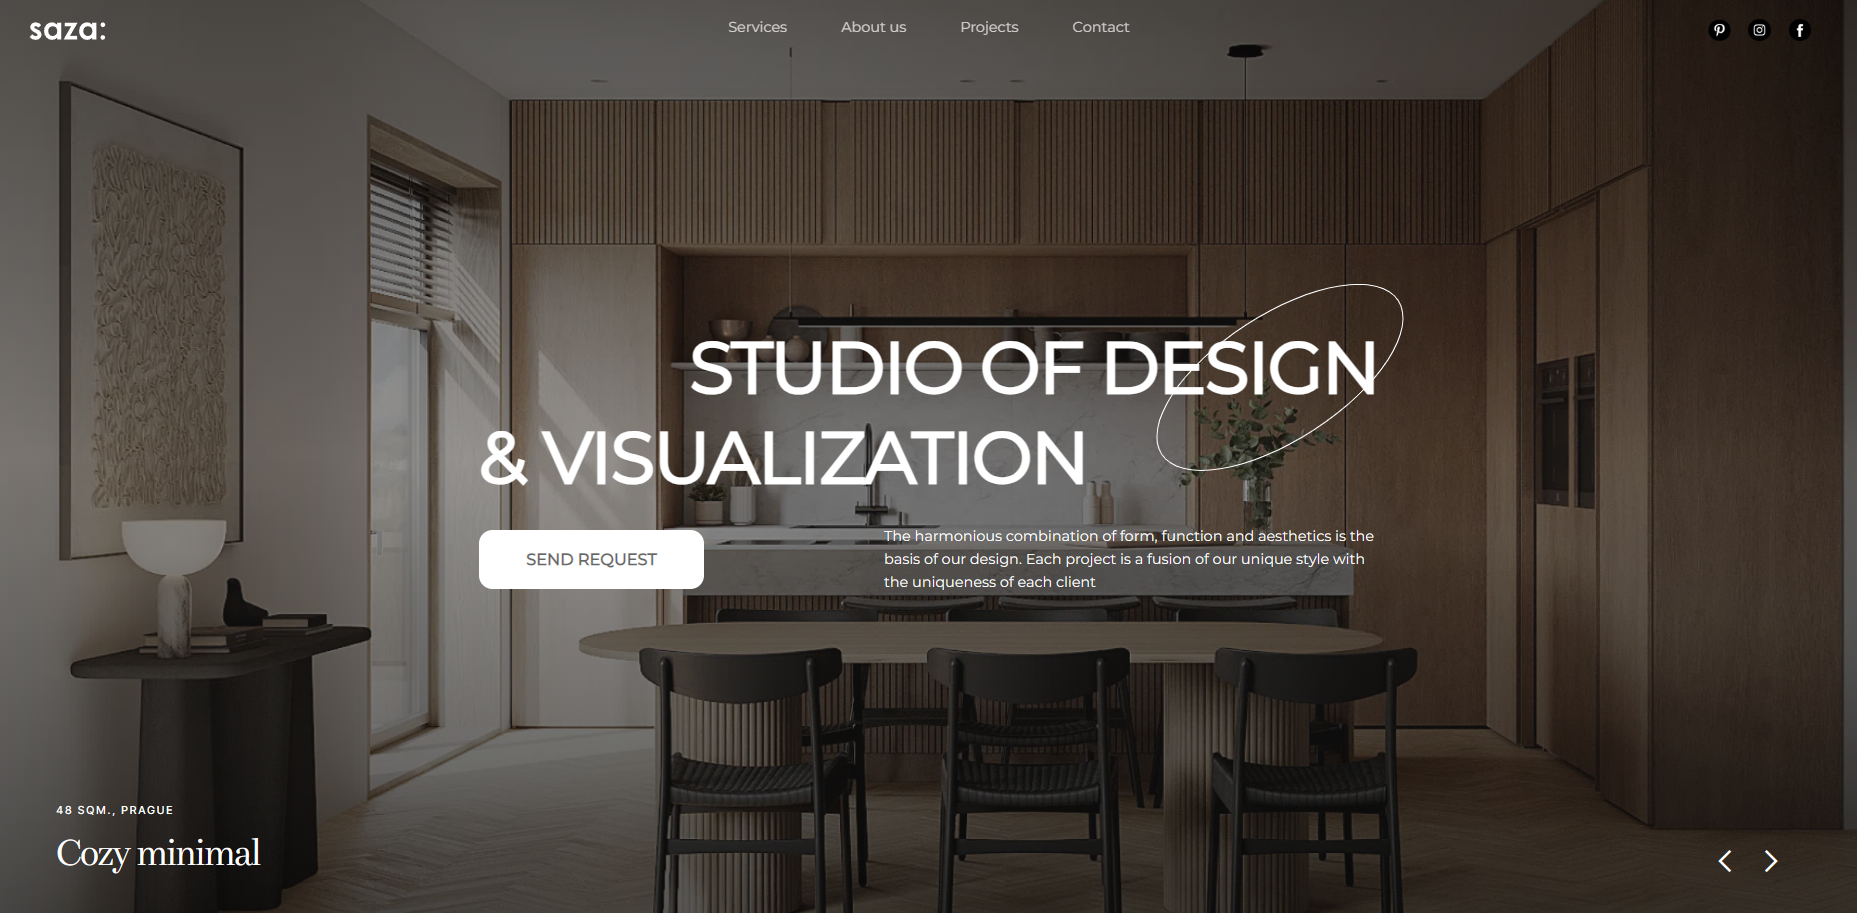 saza:
Services
About us
Projects
Contact
STUDIO OF DESIGN
& VISUALIZATION
SEND REQUEST
The harmonious combination of form, function and aesthetics is the
basis of our design. Each project is a fusion of our unique style with
the uniqueness of each client
48 SQM., PRAGUE
Cozy minimal